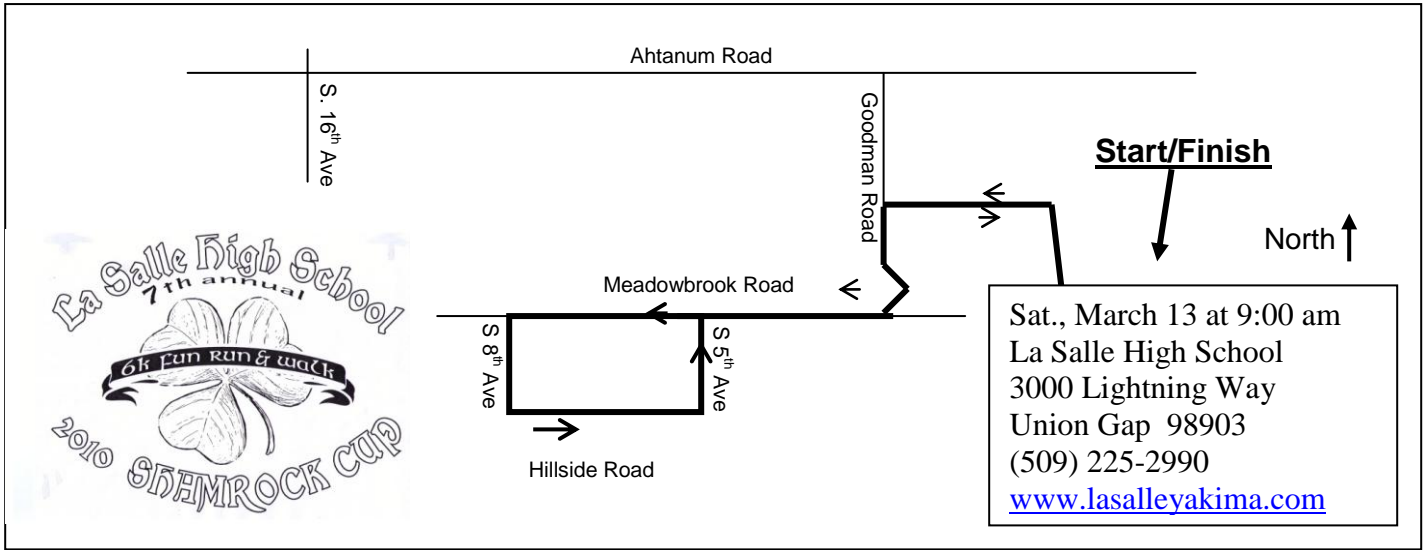 Ahtanum Road
S. 16th Ave
Goodman Road
Start/Finish
North
La Salle High School
7th annual
6k Fun Run & Walk
2010 Shamrock Cup
Meadowbrook Road
S 8th Ave
S 5th Ave
Hillside Road
Sat., March 13 at 9:00 am
La Salle High School
3000 Lightning Way
Union Gap 98903
(509) 225-2990
www.lasalleyakima.com